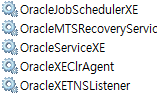 OracleJobSchedulerXE
OracleMTSRecoveryServic
OracleServiceXE
OracleXEClrAgent
OracleXETNSListener